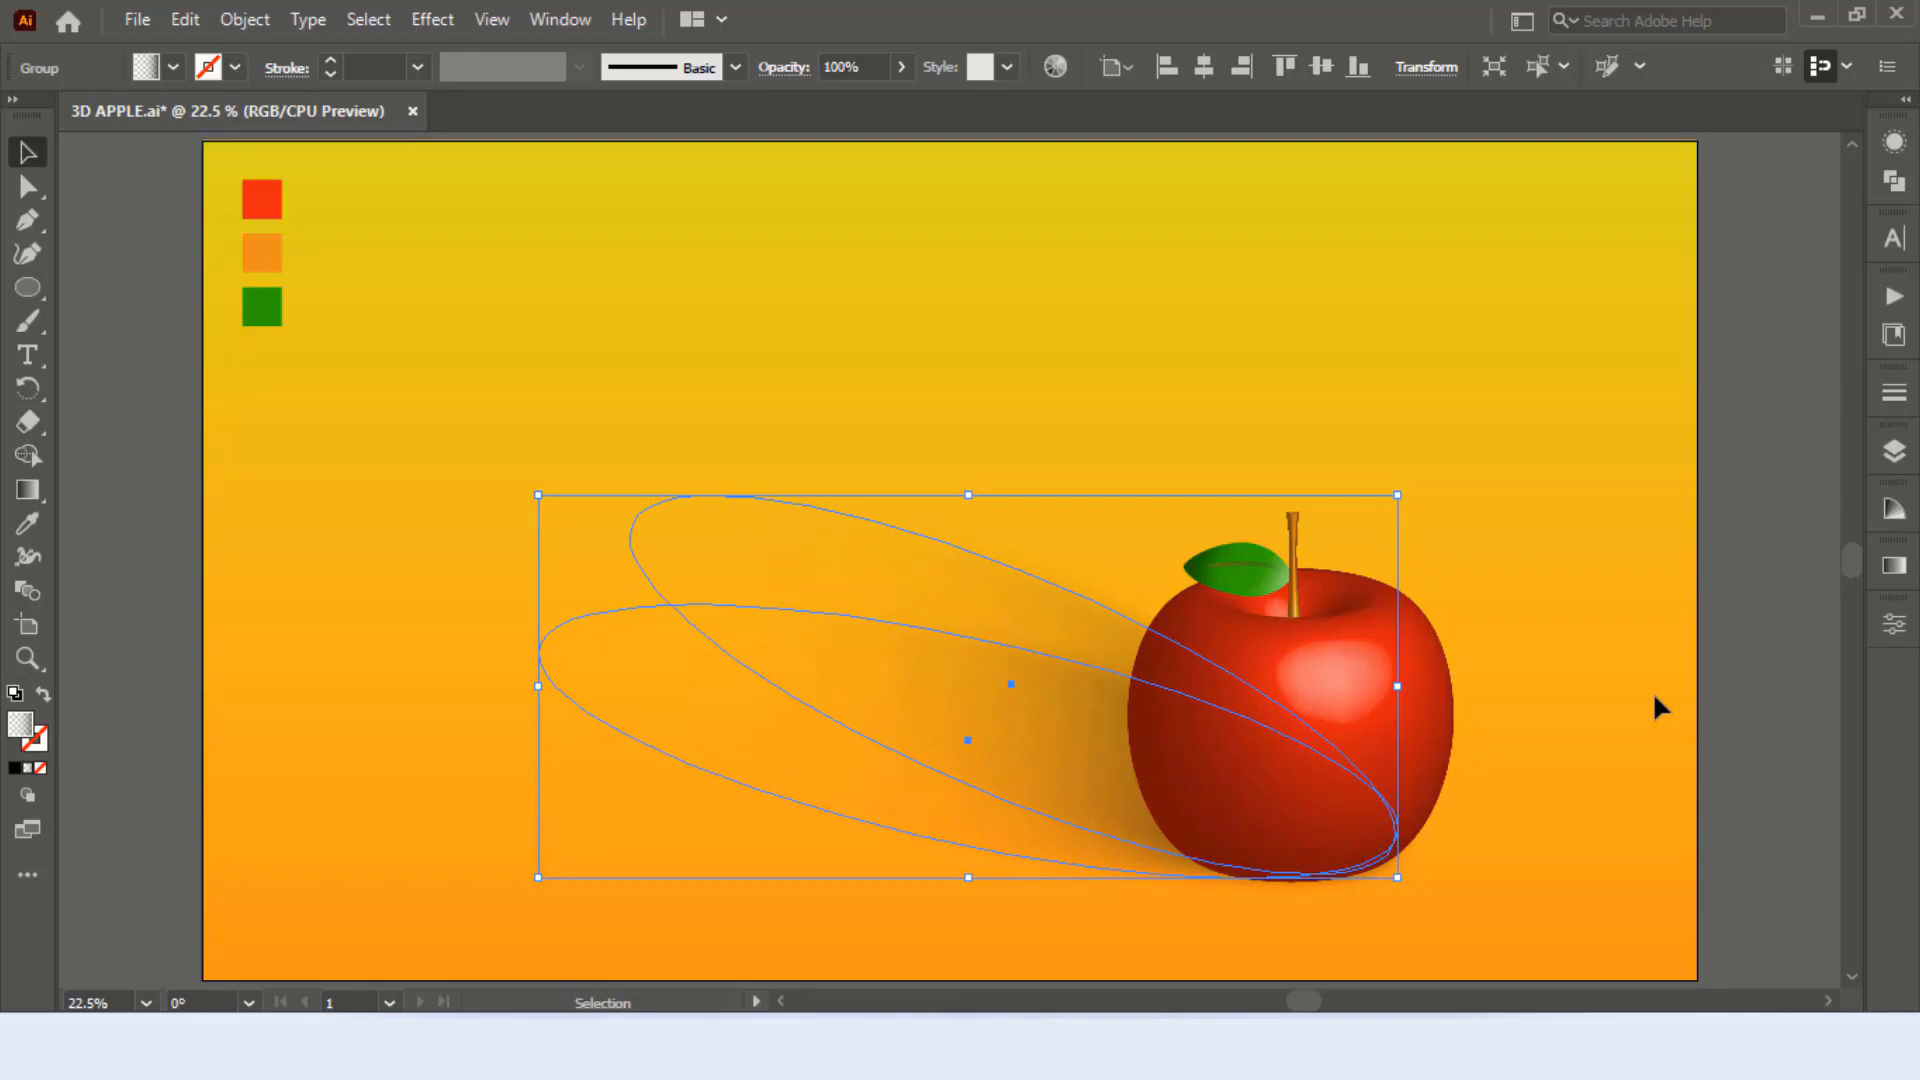 Ai File Edit Object Type Select Effect View Window Help Search Adobe Help
Group Stroke: Basic Opacity: 100% Style: Transform
3D APPLE.ai* @ 22.5 % (RGB/CPU Preview)
22.5% 0° 1 Selection